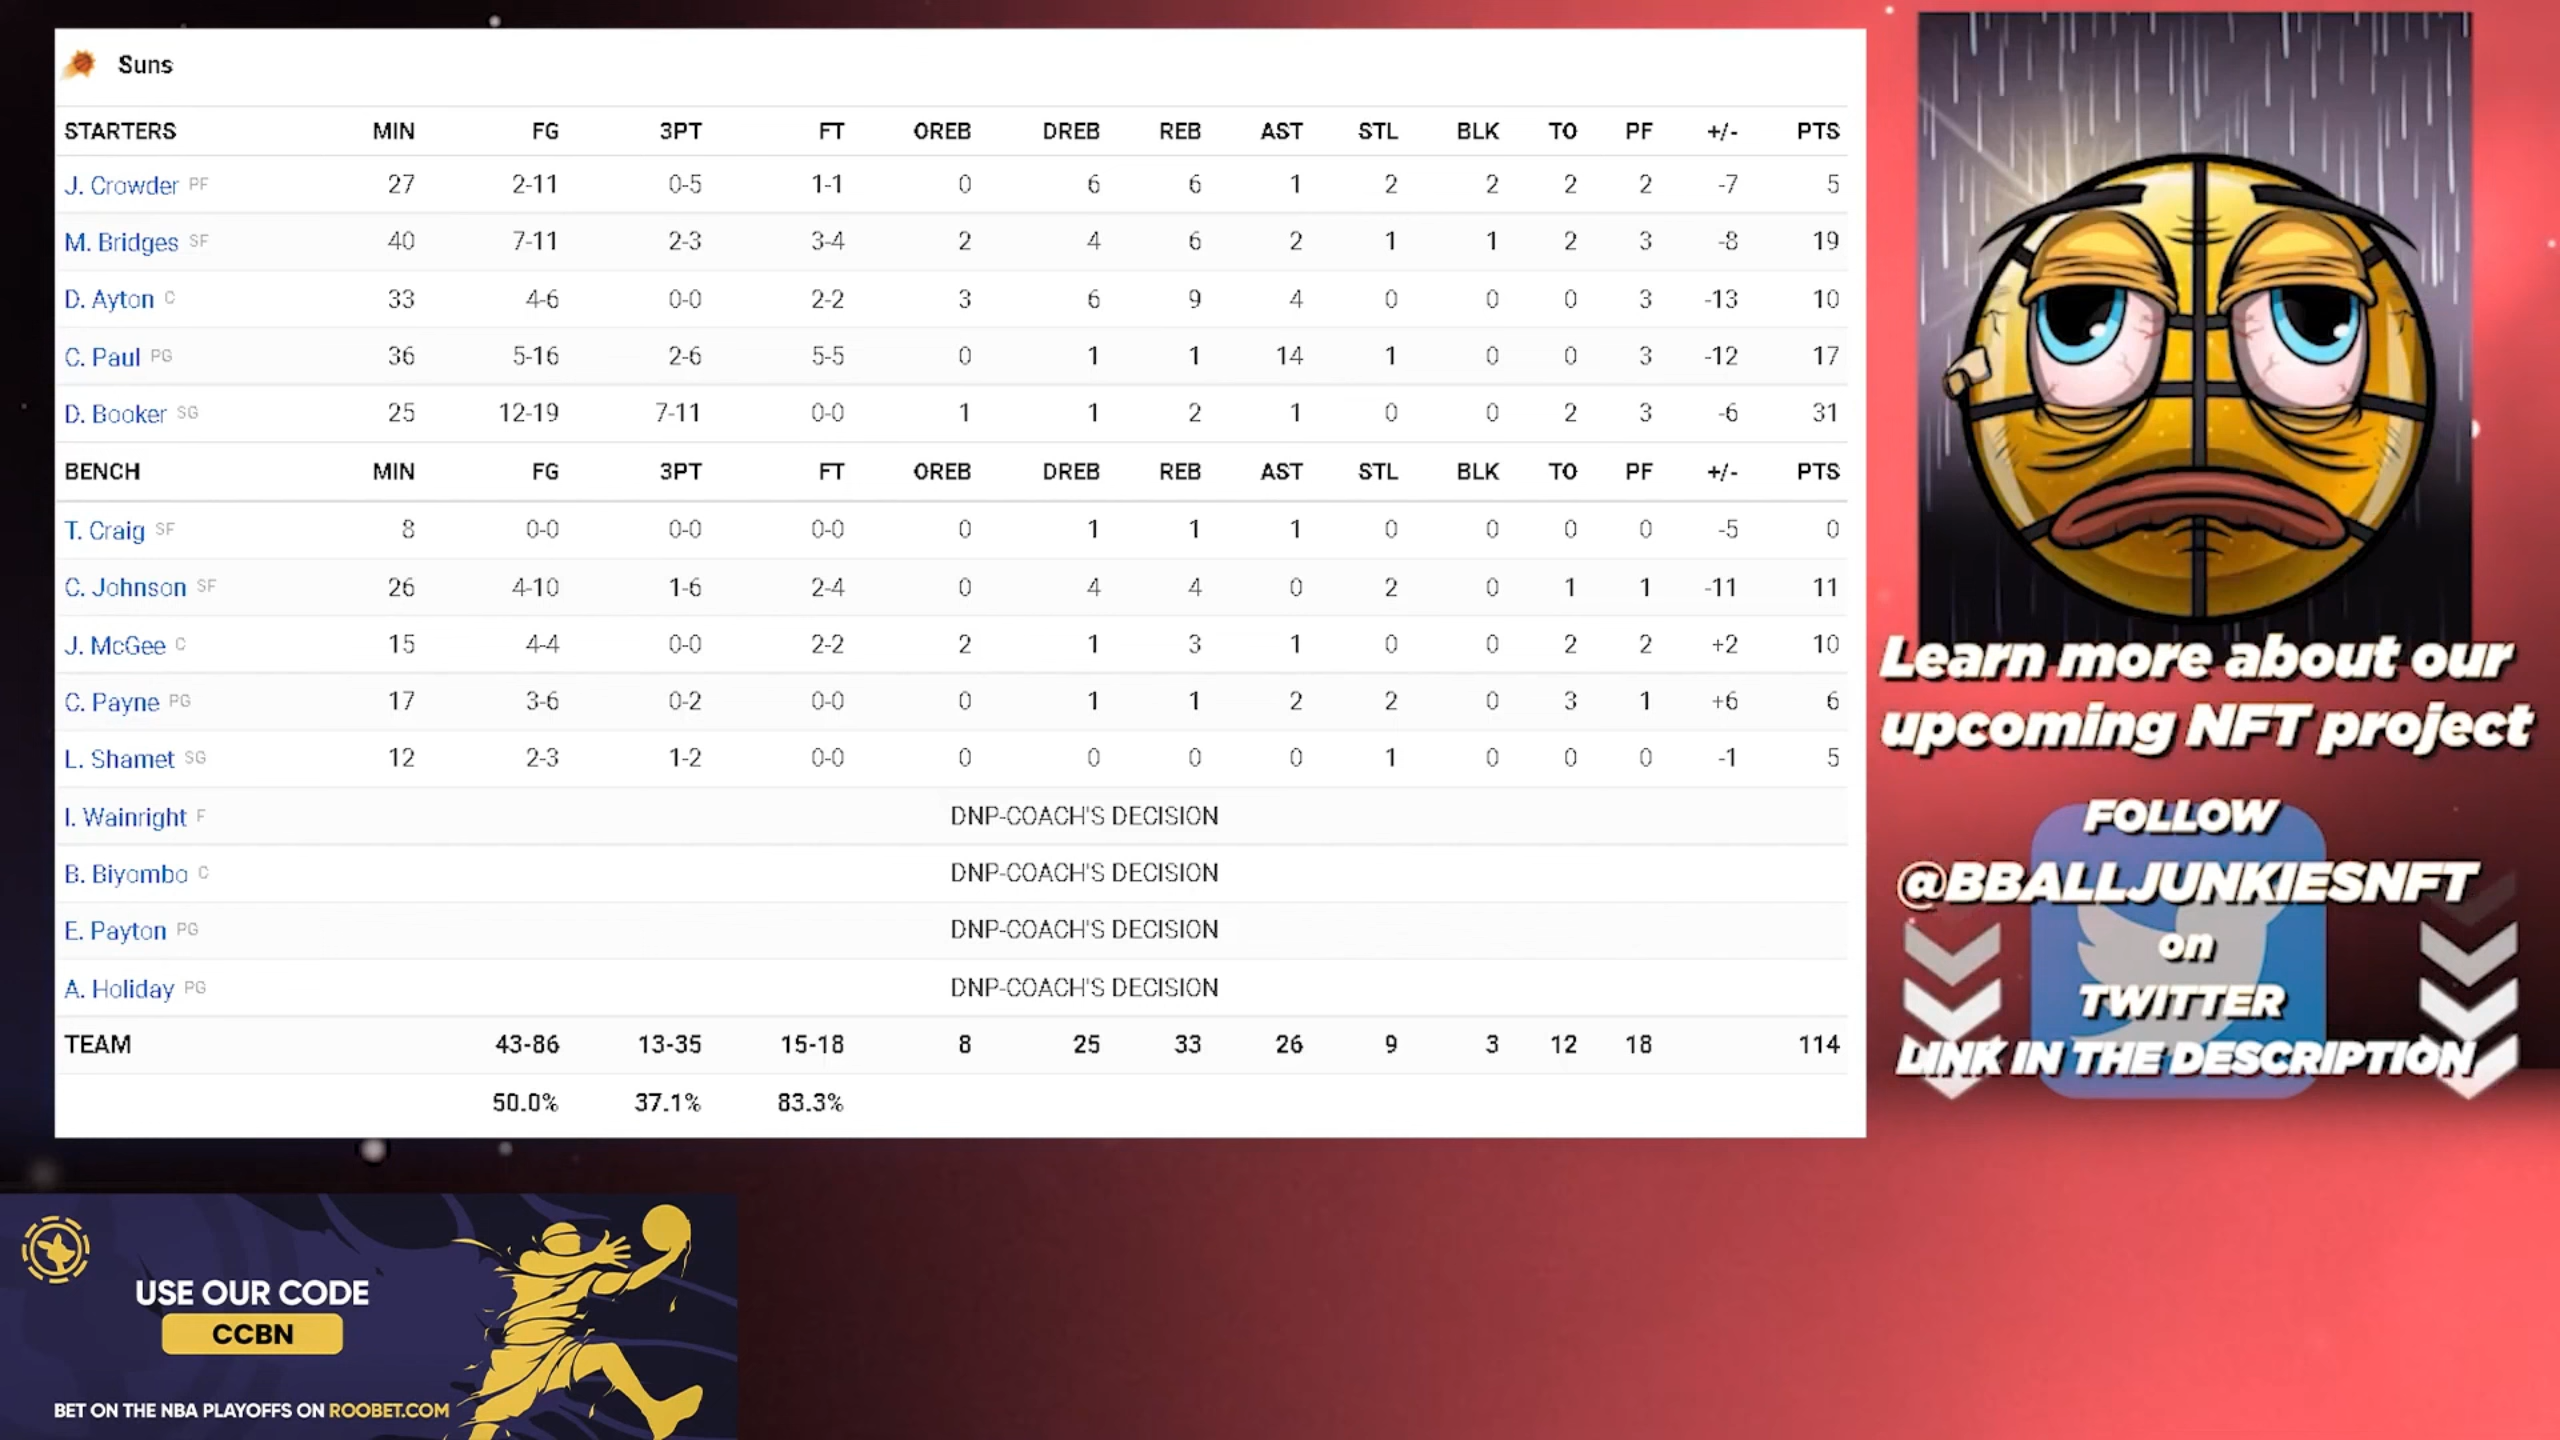 Suns
STARTERS MIN FG 3PT FT OREB DREB REB AST STL BLK TO PF +/- PTS
J. Crowder PF 27 2-11 0-5 1-1 0 6 6 1 2 2 2 2 -7 5
M. Bridges SF 40 7-11 2-3 3-4 2 4 6 2 1 1 2 3 -8 19
D. Ayton C 33 4-6 0-0 2-2 3 6 9 4 0 0 0 3 -13 10
C. Paul PG 36 5-16 2-6 5-5 0 1 1 14 1 0 0 3 -12 17
D. Booker SG 25 12-19 7-11 0-0 1 1 2 1 0 0 2 3 -6 31
BENCH MIN FG 3PT FT OREB DREB REB AST STL BLK TO PF +/- PTS
T. Craig SF 8 0-0 0-0 0-0 0 1 1 1 0 0 0 0 -5 0
C. Johnson SF 26 4-10 1-6 2-4 0 4 4 0 2 0 1 1 -11 11
J. McGee C 15 4-4 0-0 2-2 2 1 3 1 0 0 2 2 +2 10
C. Payne PG 17 3-6 0-2 0-0 0 1 1 2 2 0 3 1 +6 6
L. Shamet SG 12 2-3 1-2 0-0 0 0 0 0 1 0 0 0 -1 5
I. Wainright F DNP-COACH'S DECISION
B. Biyombo C DNP-COACH'S DECISION
E. Payton PG DNP-COACH'S DECISION
A. Holiday PG DNP-COACH'S DECISION
TEAM 43-86 13-35 15-18 8 25 33 26 9 3 12 18 114
50.0% 37.1% 83.3%
Learn more about our
upcoming NFT project
FOLLOW
@BBALLJUNKIESNFT
on
TWITTER
LINK IN THE DESCRIPTION
USE OUR CODE
CCBN
BET ON THE NBA PLAYOFFS ON ROOBET.COM